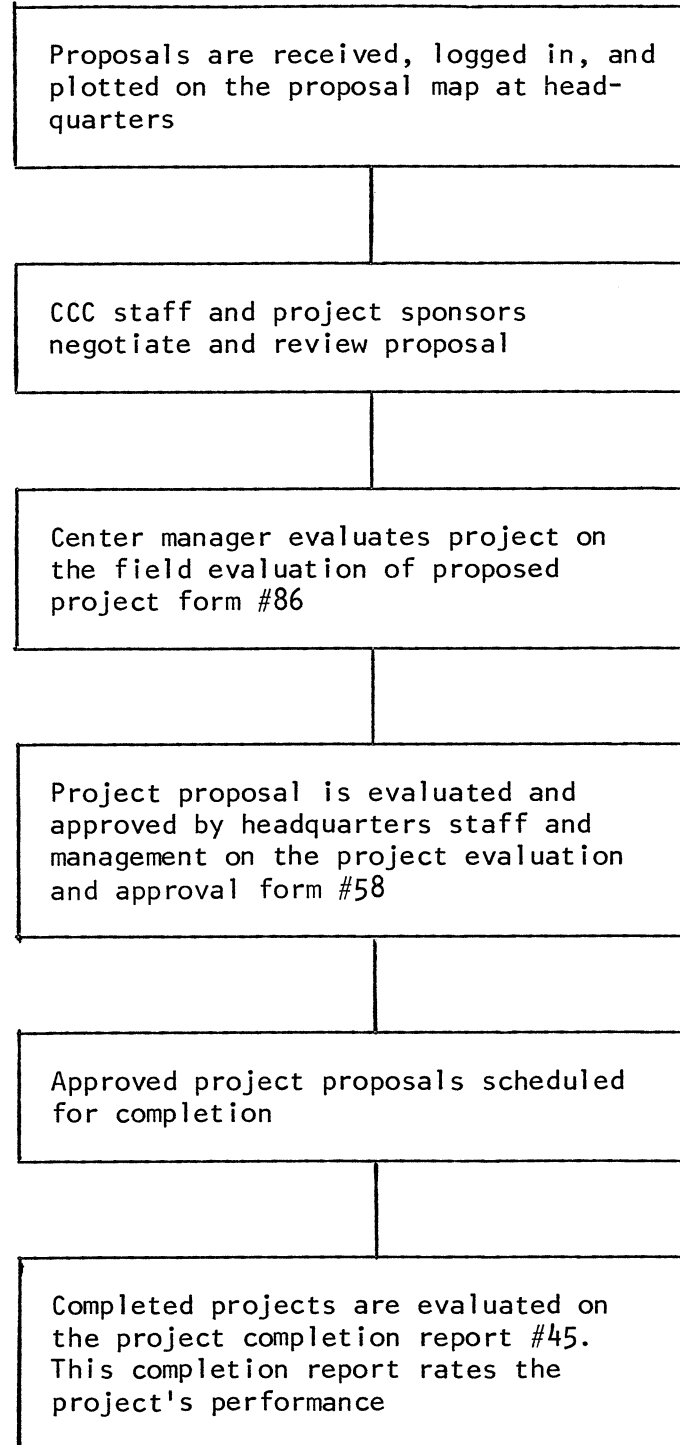 Proposals are received, logged in, and
plotted on the proposal map at head-
quarters
CCC staff and project sponsors
negotiate and review proposal
Center manager evaluates project on
the field evaluation of proposed
project form #86
Project proposal is evaluated and
approved by headquarters staff and
management on the project evaluation
and approval form #58
Approved project proposals scheduled
for completion
Completed projects are evaluated on
the project completion report #45.
This completion report rates the
project's performance